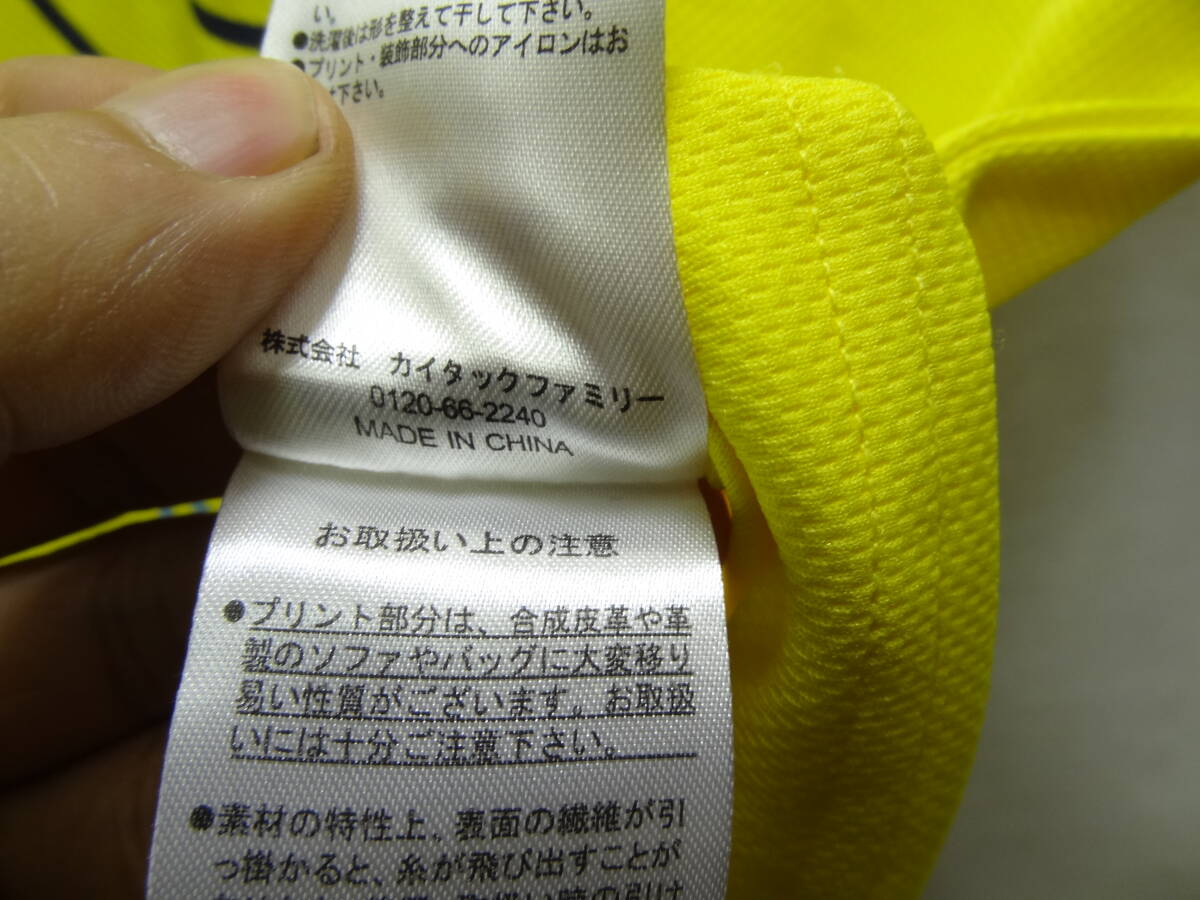 い。
●洗濯後は形を整えて干して下さい。
●プリント・装飾部分へのアイロンはお
下さい。
株式会社 カイタックファミリー
0120-66-2240
MADE IN CHINA
お取扱い上の注意
●プリント部分は、合成皮革や革
製のソファやバッグに大変移り
易い性質がございます。お取扱
いには十分ご注意下さい。
●素材の特性上、表面の繊維が引
っ掛かると、糸が飛び出すことが